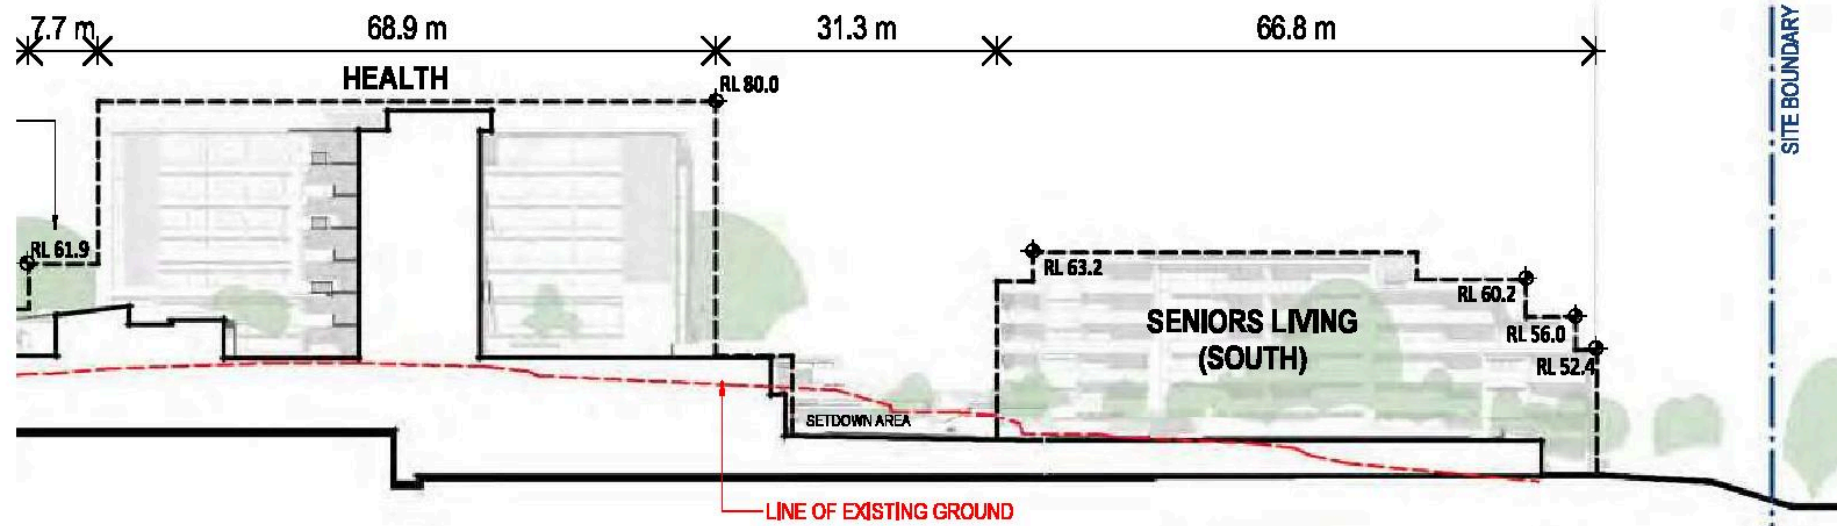 7.7 m
68.9 m
31.3 m
66.8 m
SITE BOUNDARY
HEALTH
RL 80.0
RL 61.9
RL 63.2
RL 60.2
SENIORS LIVING
(SOUTH)
RL 56.0
RL 52.4
SETDOWN AREA
LINE OF EXISTING GROUND